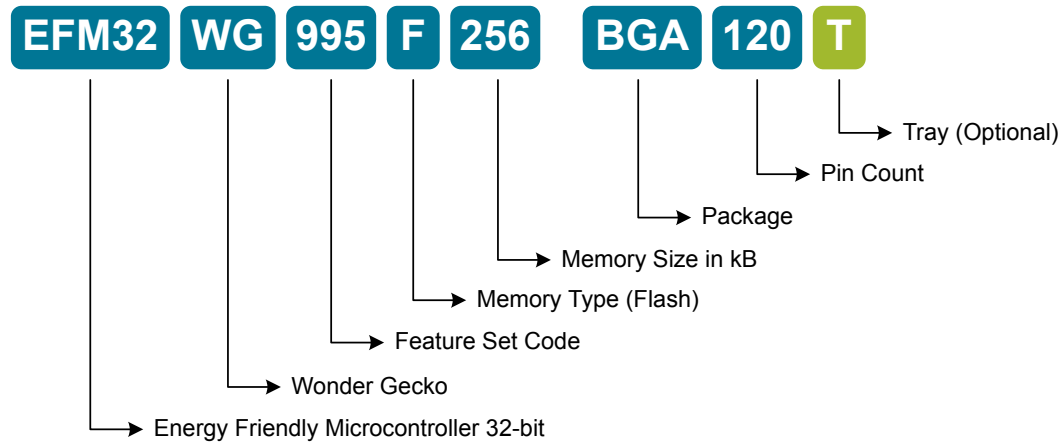 EFM32 WG 995 F 256 BGA 120 T
Tray (Optional)
Pin Count
Package
Memory Size in kB
Memory Type (Flash)
Feature Set Code
Wonder Gecko
Energy Friendly Microcontroller 32-bit